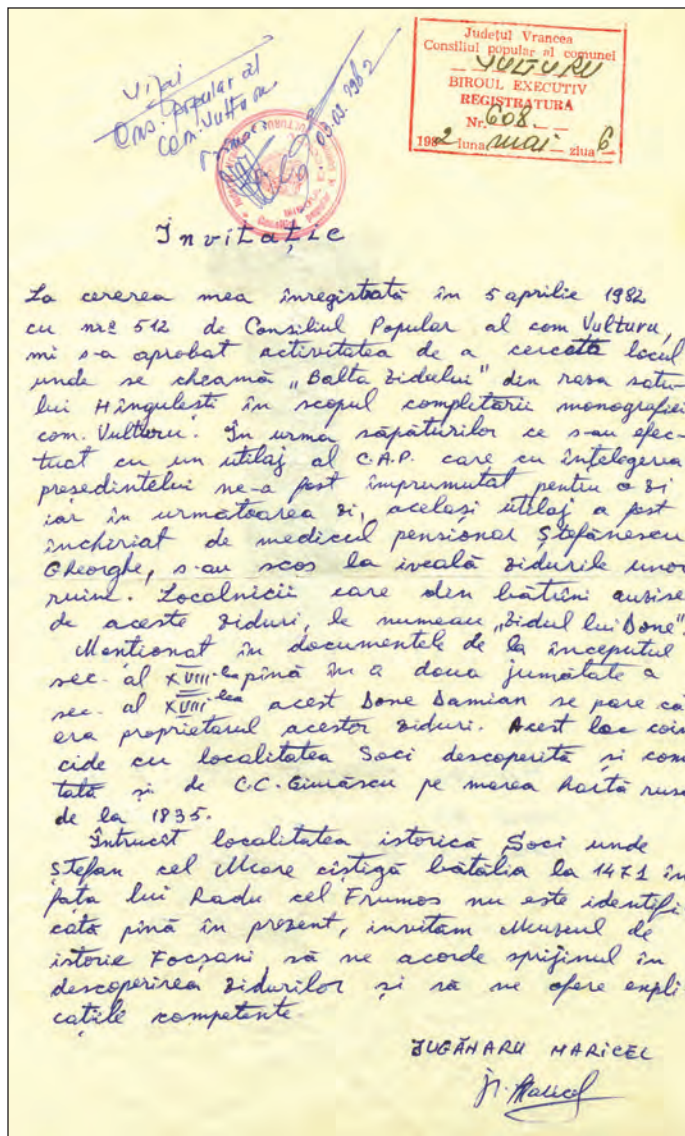 Județul Vrancea
Consiliul popular al comunei
VULTURU
BIROUL EXECUTIV
REGISTRATURA
Nr. 608
1982 luna mai ziua 6
Vizat
Cons. popular al
com. Vulturu
Invitație
La cererea mea înregistrată în 5 aprilie 1982
cu nr. 512 de Consiliul Popular al com Vulturu,
mi s-a aprobat activitatea de a cerceta locul
unde se cheamă „Balta Zidului" din raza satu-
lui Hîngulești în scopul completării monografiei
com. Vulturu. În urma săpăturilor ce s-au efec-
tuat cu un utilaj al C.A.P. care cu înțelegerea
președintelui ne-a fost împrumutat pentru o zi
iar în următoarea zi, același utilaj a fost
închiriat de medicul pensionar Ștefănescu
Gheorghe, s-au scos la iveală zidurile unor
ruine. Localnicii care din bătrîni auzise
de aceste ziduri, le numeau „Zidul lui Done".
Menționat în documentele de la începutul
sec. al XVIII-lea pînă în a doua jumătate a
sec. al XVIII-lea acest Done Damian se pare că
era proprietarul acestor ziduri. Acest loc coin
cide cu localitatea Soci descoperită și con
tată și de C.C. Giurăscu pe marea hartă rusă
de la 1835.
Întrucît localitatea istorică Soci unde
Ștefan cel Mare cîștigă bătălia la 1471 în
fața lui Radu cel Frumos nu este identifi
cată pînă în prezent, invităm Muzeul de
istorie Focșani să ne acorde sprijinul în
descoperirea zidurilor și să ne ofere expli
cațiile competente.
JUGĂNARU MARICEL